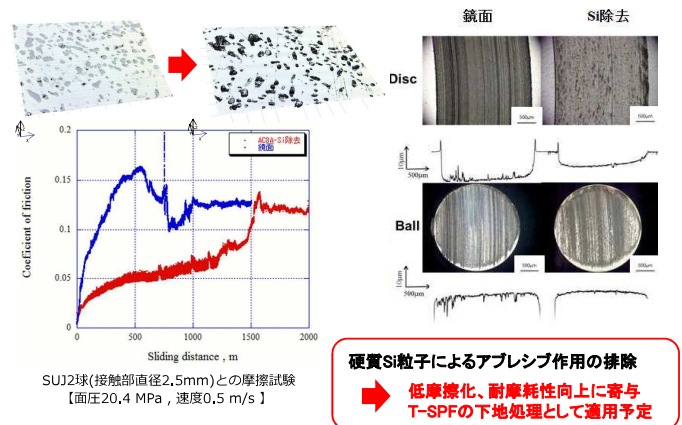 鏡面
Si除去
Disc
500μm
500μm
10μm
500μm
Ball
500μm
500μm
10μm
500μm
0.2
0.15
0.1
0.05
0
Coefficient of friction
AC8A-Si除去
鏡面
0
500
1000
1500
2000
Sliding distance , m
SUJ2球(接触部直径2.5mm)との摩擦試験
【面圧20.4 MPa , 速度0.5 m/s 】
硬質Si粒子によるアブレシブ作用の排除
低摩擦化、耐摩耗性向上に寄与
T-SPFの下地処理として適用予定